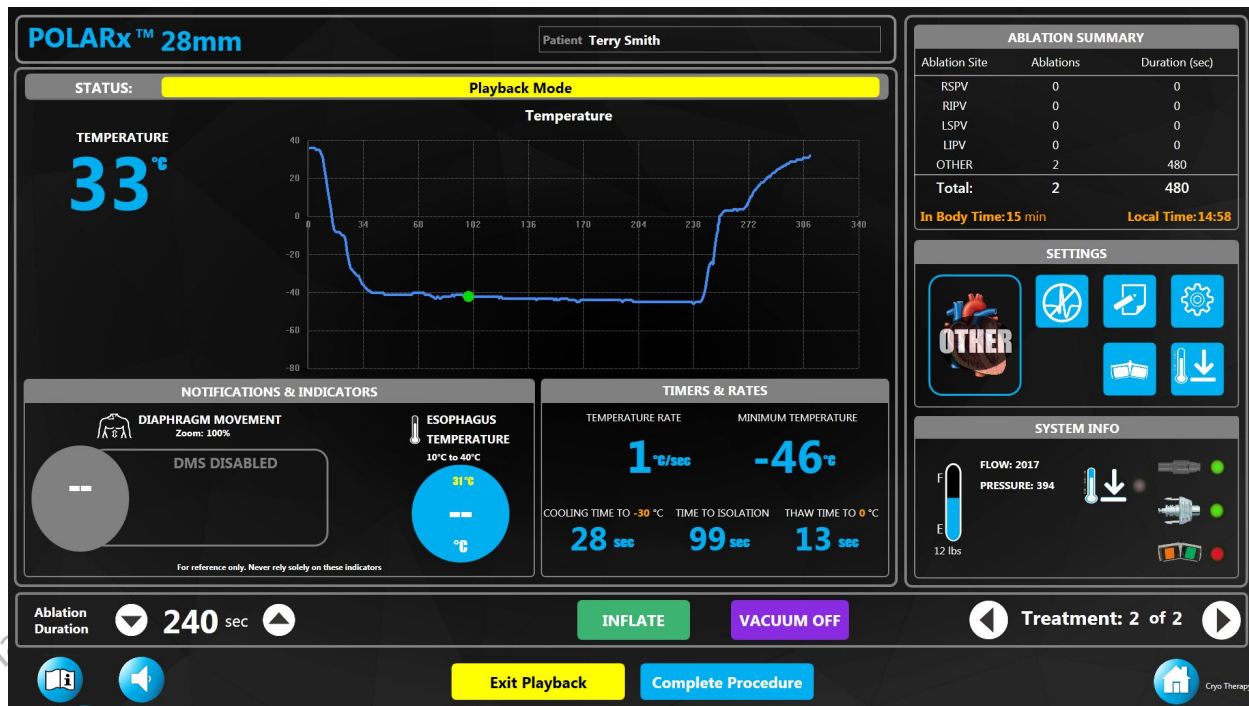 POLARx™ 28mm
Patient Terry Smith
STATUS: Playback Mode
TEMPERATURE
33 °C
Temperature
40
20
0
-20
-40
-60
-80
0 34 68 102 136 170 204 238 272 306 340
NOTIFICATIONS & INDICATORS
DIAPHRAGM MOVEMENT
Zoom: 100%
DMS DISABLED
--
ESOPHAGUS
TEMPERATURE
10°C to 40°C
31°C
--
°C
For reference only. Never rely solely on these indicators
TIMERS & RATES
TEMPERATURE RATE MINIMUM TEMPERATURE
1 °C/sec -46 °C
COOLING TIME TO -30 °C TIME TO ISOLATION THAW TIME TO 0 °C
28 sec 99 sec 13 sec
ABLATION SUMMARY
Ablation Site Ablations Duration (sec)
RSPV 0 0
RIPV 0 0
LSPV 0 0
LIPV 0 0
OTHER 2 480
Total: 2 480
In Body Time:15 min Local Time:14:58
SETTINGS
OTHER
SYSTEM INFO
F
E
12 lbs
FLOW: 2017
PRESSURE: 394
Ablation
Duration
240 sec
INFLATE
VACUUM OFF
Treatment: 2 of 2
Exit Playback
Complete Procedure
Cryo Therapy